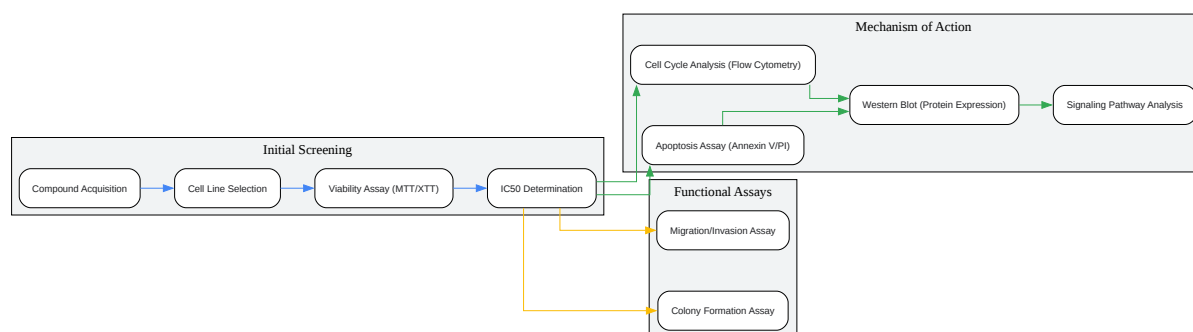 Mechanism of Action
Cell Cycle Analysis (Flow Cytometry)
Western Blot (Protein Expression)
Signaling Pathway Analysis
Apoptosis Assay (Annexin V/PI)
Initial Screening
Compound Acquisition
Cell Line Selection
Viability Assay (MTT/XTT)
IC50 Determination
Functional Assays
Migration/Invasion Assay
Colony Formation Assay